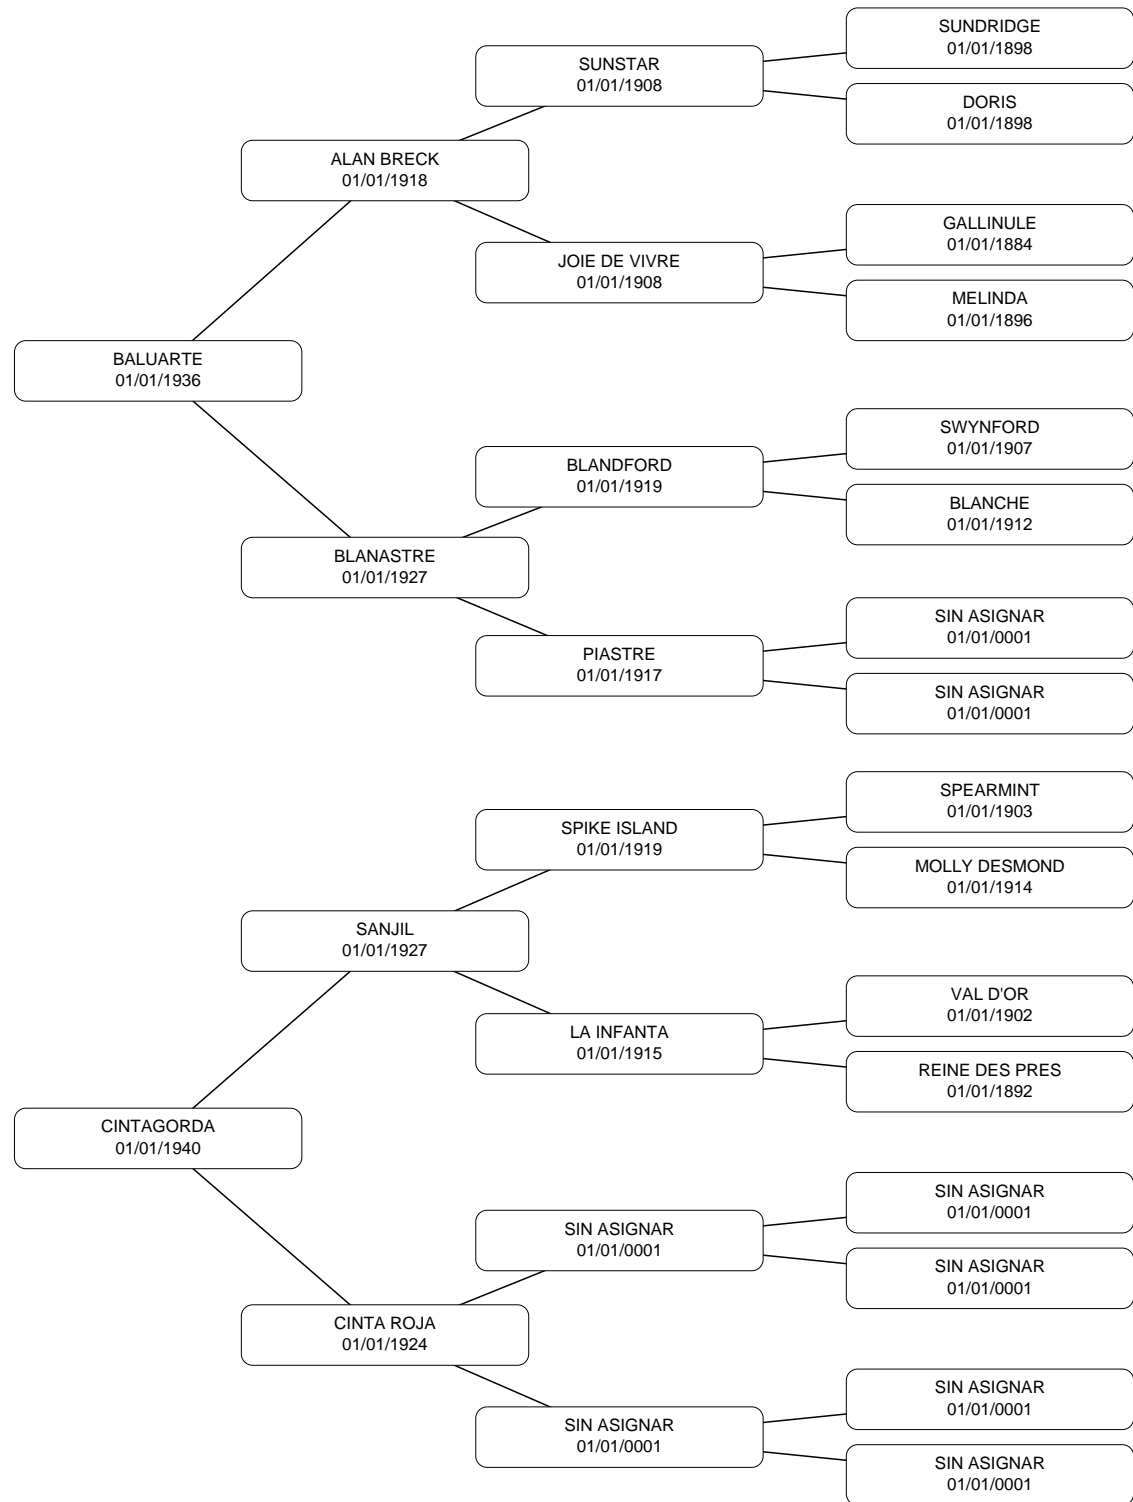 SUNDRIDGE
01/01/1898
SUNSTAR
01/01/1908
DORIS
01/01/1898
ALAN BRECK
01/01/1918
GALLINULE
01/01/1884
JOIE DE VIVRE
01/01/1908
MELINDA
01/01/1896
BALUARTE
01/01/1936
SWYNFORD
01/01/1907
BLANDFORD
01/01/1919
BLANCHE
01/01/1912
BLANASTRE
01/01/1927
SIN ASIGNAR
01/01/0001
PIASTRE
01/01/1917
SIN ASIGNAR
01/01/0001
SPEARMINT
01/01/1903
SPIKE ISLAND
01/01/1919
MOLLY DESMOND
01/01/1914
SANJIL
01/01/1927
VAL D'OR
01/01/1902
LA INFANTA
01/01/1915
REINE DES PRES
01/01/1892
CINTAGORDA
01/01/1940
SIN ASIGNAR
01/01/0001
SIN ASIGNAR
01/01/0001
SIN ASIGNAR
01/01/0001
CINTA ROJA
01/01/1924
SIN ASIGNAR
01/01/0001
SIN ASIGNAR
01/01/0001
SIN ASIGNAR
01/01/0001